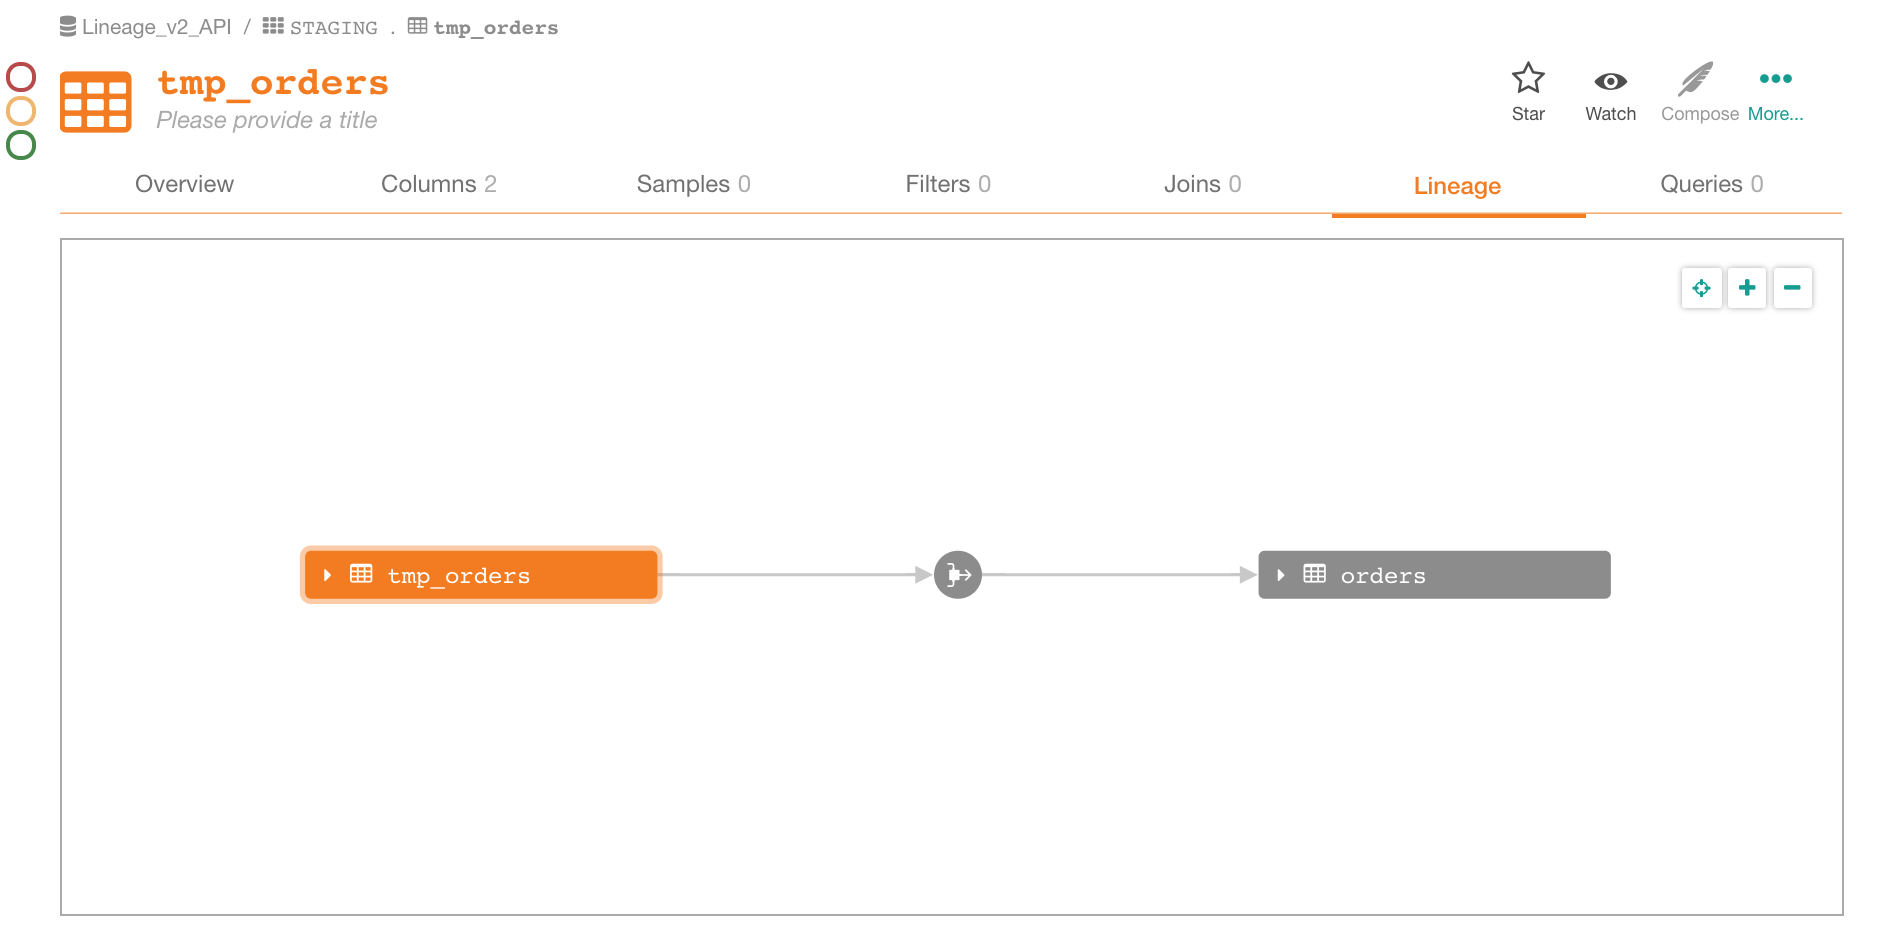 Lineage_v2_API / STAGING . tmp_orders
tmp_orders
Please provide a title
Star Watch Compose More...
Overview Columns 2 Samples 0 Filters 0 Joins 0 Lineage Queries 0
tmp_orders orders